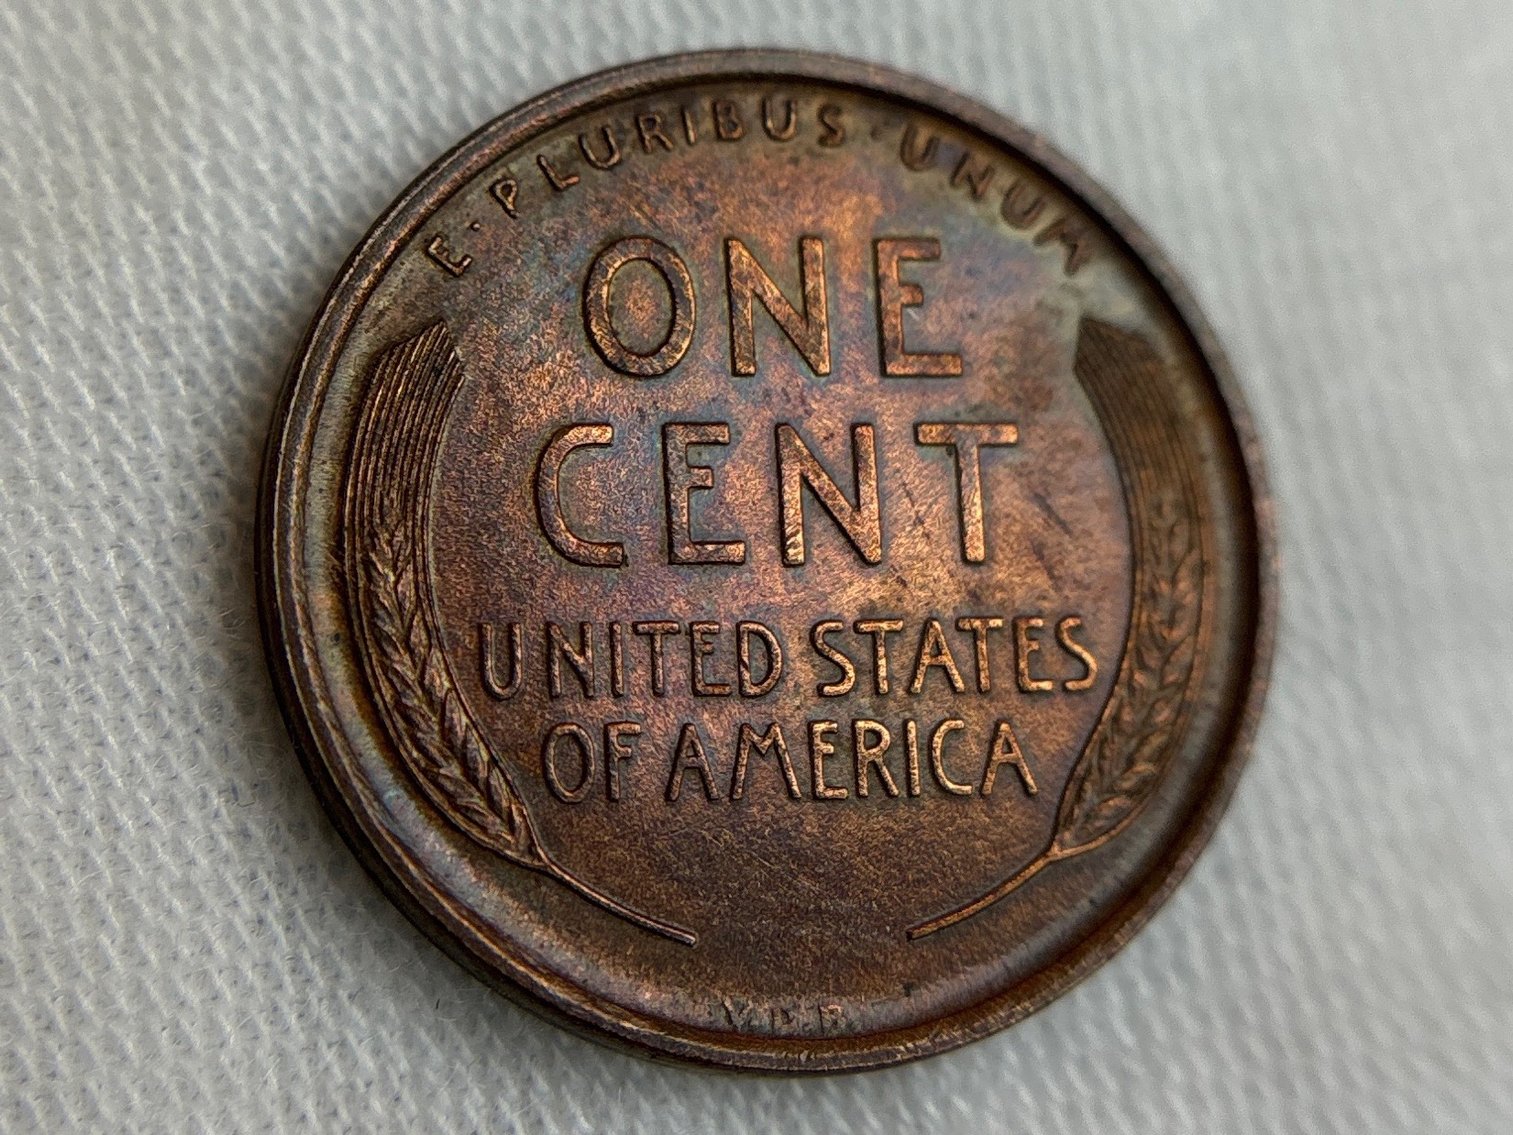 E · PLURIBUS · UNUM
ONE
CENT
UNITED STATES
OF AMERICA
V.D.B.